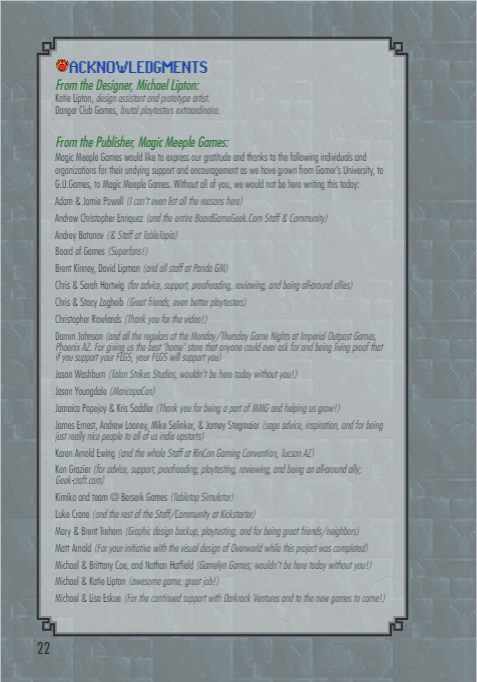 ACKNOWLEDGMENTS
From the Designer, Michael Lipton:
Katie Lipton, design assistant and prototype artist.
Danger Club Games, brutal playtesters extraordinaire.
From the Publisher, Magic Meeple Games:
Magic Meeple Games would like to express our gratitude and thanks to the following individuals and
organizations for their undying support and encouragement as we have grown from Gamer's University, to
G.U.Games, to Magic Meeple Games. Without all of you, we would not be here writing this today:
Adam & Jamie Powell (I can't even list all the reasons here)
Andrew Christopher Enriquez (and the entire BoardGameGeek.Com Staff & Community)
Andrey Batanov (& Staff at TableTopia)
Board of Games (Superfans!)
Brent Kinney, David Lipman (and all staff at Panda GM)
Chris & Sarah Hartwig (for advice, support, proofreading, reviewing, and being all-around allies)
Chris & Stacy Zogheib (Great friends, even better playtesters)
Christopher Rowlands (Thank you for the video!)
Darren Johnson (and all the regulars at the Monday/Thursday Game Nights at Imperial Outpost Games,
Phoenix AZ. For giving us the best 'home' store that anyone could ever ask for and being living proof that
if you support your FLGS, your FLGS will support you)
Jason Washburn (Talon Strikes Studios, wouldn't be here today without you!)
Jason Youngdale (MaricopaCon)
Jamaica Popejoy & Kris Saddler (Thank you for being a part of MMG and helping us grow!)
James Ernest, Andrew Looney, Mike Selinker, & Jamey Stegmaier (sage advice, inspiration, and for being
just really nice people to all of us indie upstarts)
Karen Arnold Ewing (and the whole Staff at RinCon Gaming Convention, Tucson AZ)
Ken Grazier (for advice, support, proofreading, playtesting, reviewing, and being an all-around ally;
Geek-craft.com)
Kimiko and team @ Berserk Games (Tabletop Simulator)
Luke Crane (and the rest of the Staff/Community at Kickstarter)
Mary & Brent Trehern (Graphic design backup, playtesting, and for being great friends/neighbors)
Matt Arnold (For your initiative with the visual design of Overworld while this project was completed)
Michael & Brittany Coe, and Nathan Hatfield (Gamelyn Games; wouldn't be here today without you!)
Michael & Katie Lipton (awesome game, great job!)
Michael & Lisa Eskue (For the continued support with Darkrock Ventures and to the new games to come!)
22